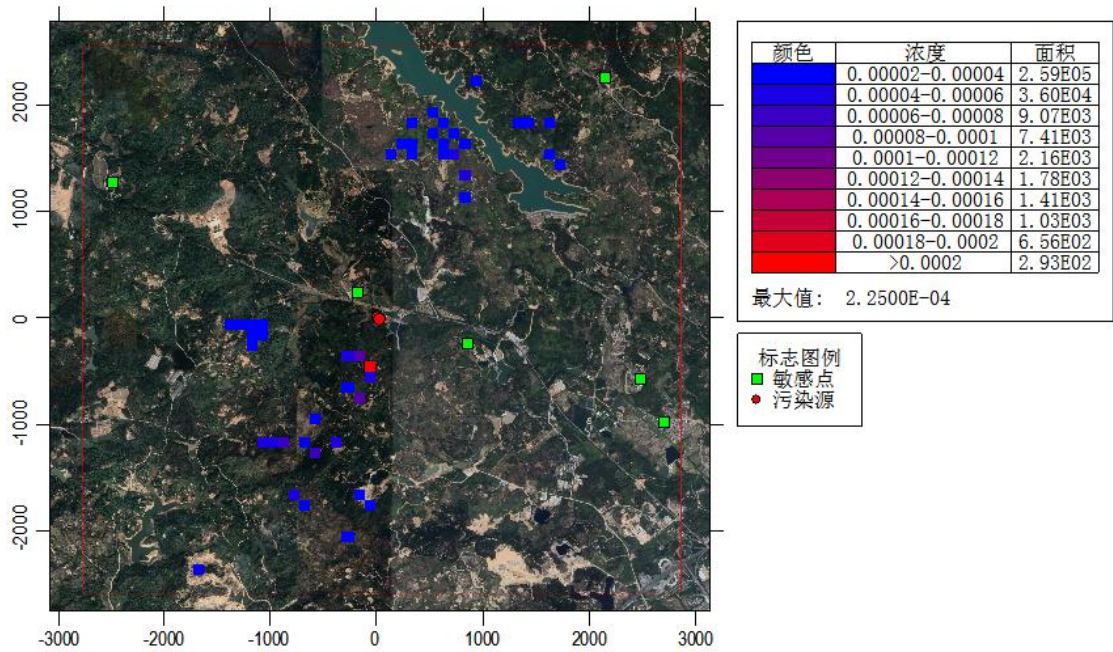 颜色 浓度 面积
0.00002-0.00004 2.59E05
0.00004-0.00006 3.60E04
0.00006-0.00008 9.07E03
0.00008-0.0001 7.41E03
0.0001-0.00012 2.16E03
0.00012-0.00014 1.78E03
0.00014-0.00016 1.41E03
0.00016-0.00018 1.03E03
0.00018-0.0002 6.56E02
>0.0002 2.93E02
最大值: 2.2500E-04
标志图例
敏感点
污染源
2000
1000
0
-1000
-2000
-3000 -2000 -1000 0 1000 2000 3000